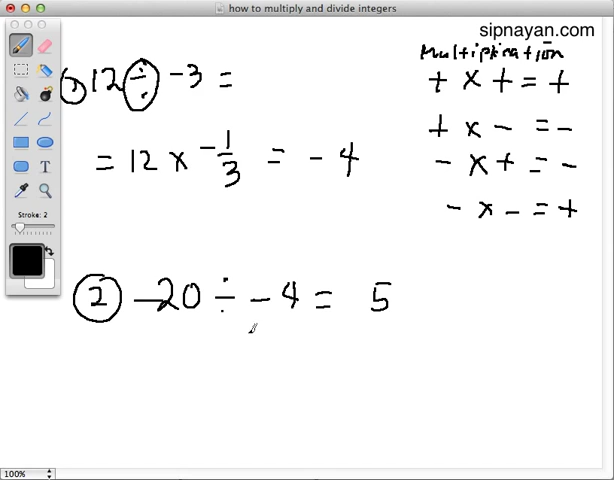 how to multiply and divide integers
sipnayan.com
Multiplication
+ x + = +
+ x - = -
- x + = -
- x - = +
1 12 ÷ -3 =
= 12 x -1/3 = - 4
2 -20 ÷ - 4 = 5
T
Stroke: 2
100%